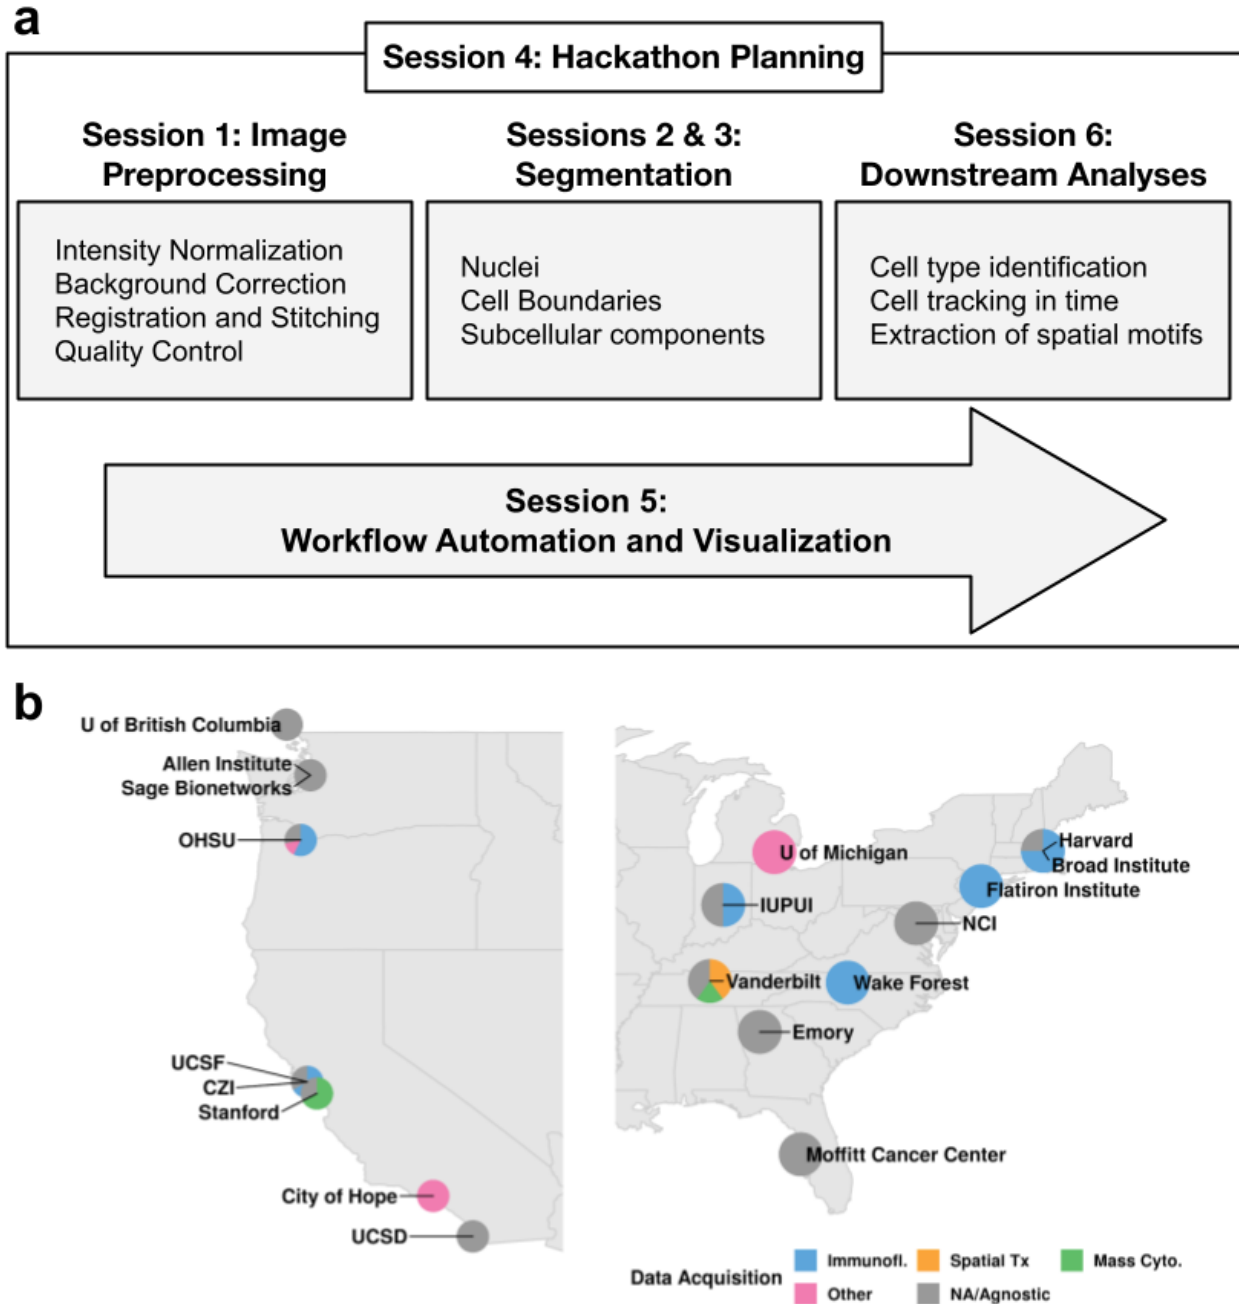 a
Session 4: Hackathon Planning
Session 1: Image
Preprocessing
Intensity Normalization
Background Correction
Registration and Stitching
Quality Control
Sessions 2 & 3:
Segmentation
Nuclei
Cell Boundaries
Subcellular components
Session 6:
Downstream Analyses
Cell type identification
Cell tracking in time
Extraction of spatial motifs
Session 5:
Workflow Automation and Visualization
b
U of British Columbia
Allen Institute
Sage Bionetworks
OHSU
UCSF
CZI
Stanford
City of Hope
UCSD
U of Michigan
Harvard
Broad Institute
Flatiron Institute
IUPUI
NCI
Vanderbilt
Wake Forest
Emory
Moffitt Cancer Center
Data Acquisition
Immunofl.
Spatial Tx
Mass Cyto.
Other
NA/Agnostic